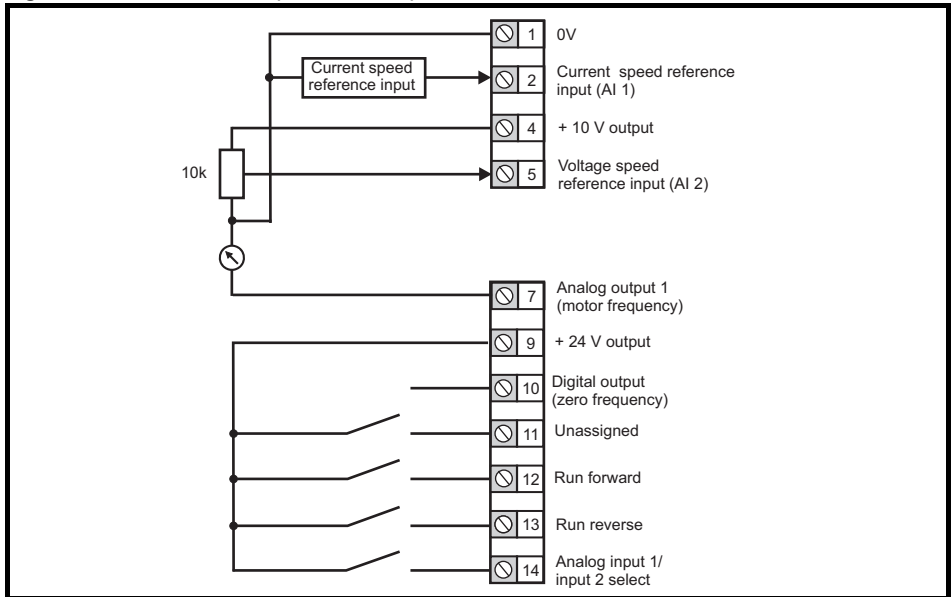 1 0V
Current speed
reference input
2 Current speed reference
input (AI 1)
4 + 10 V output
10k
5 Voltage speed
reference input (AI 2)
7 Analog output 1
(motor frequency)
9 + 24 V output
10 Digital output
(zero frequency)
11 Unassigned
12 Run forward
13 Run reverse
14 Analog input 1/
input 2 select